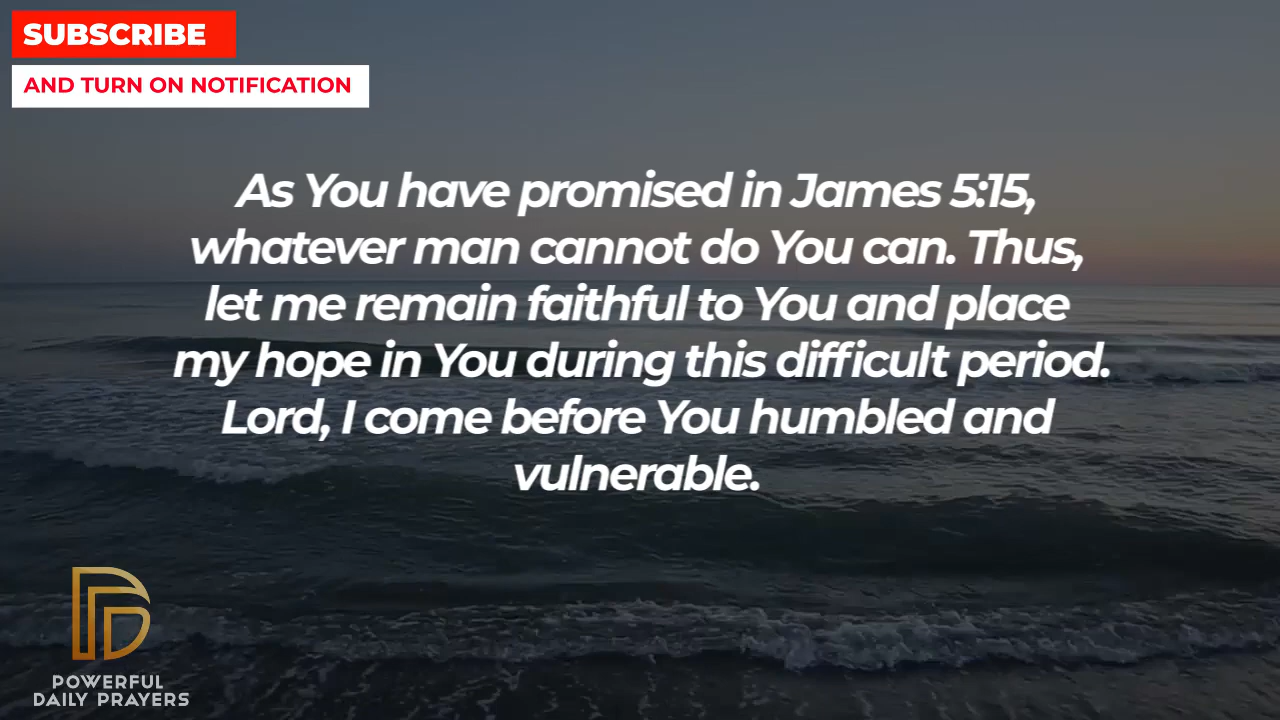 SUBSCRIBE
AND TURN ON NOTIFICATION
As You have promised in James 5:15,
whatever man cannot do You can. Thus,
let me remain faithful to You and place
my hope in You during this difficult period.
Lord, I come before You humbled and
vulnerable.
POWERFUL
DAILY PRAYERS